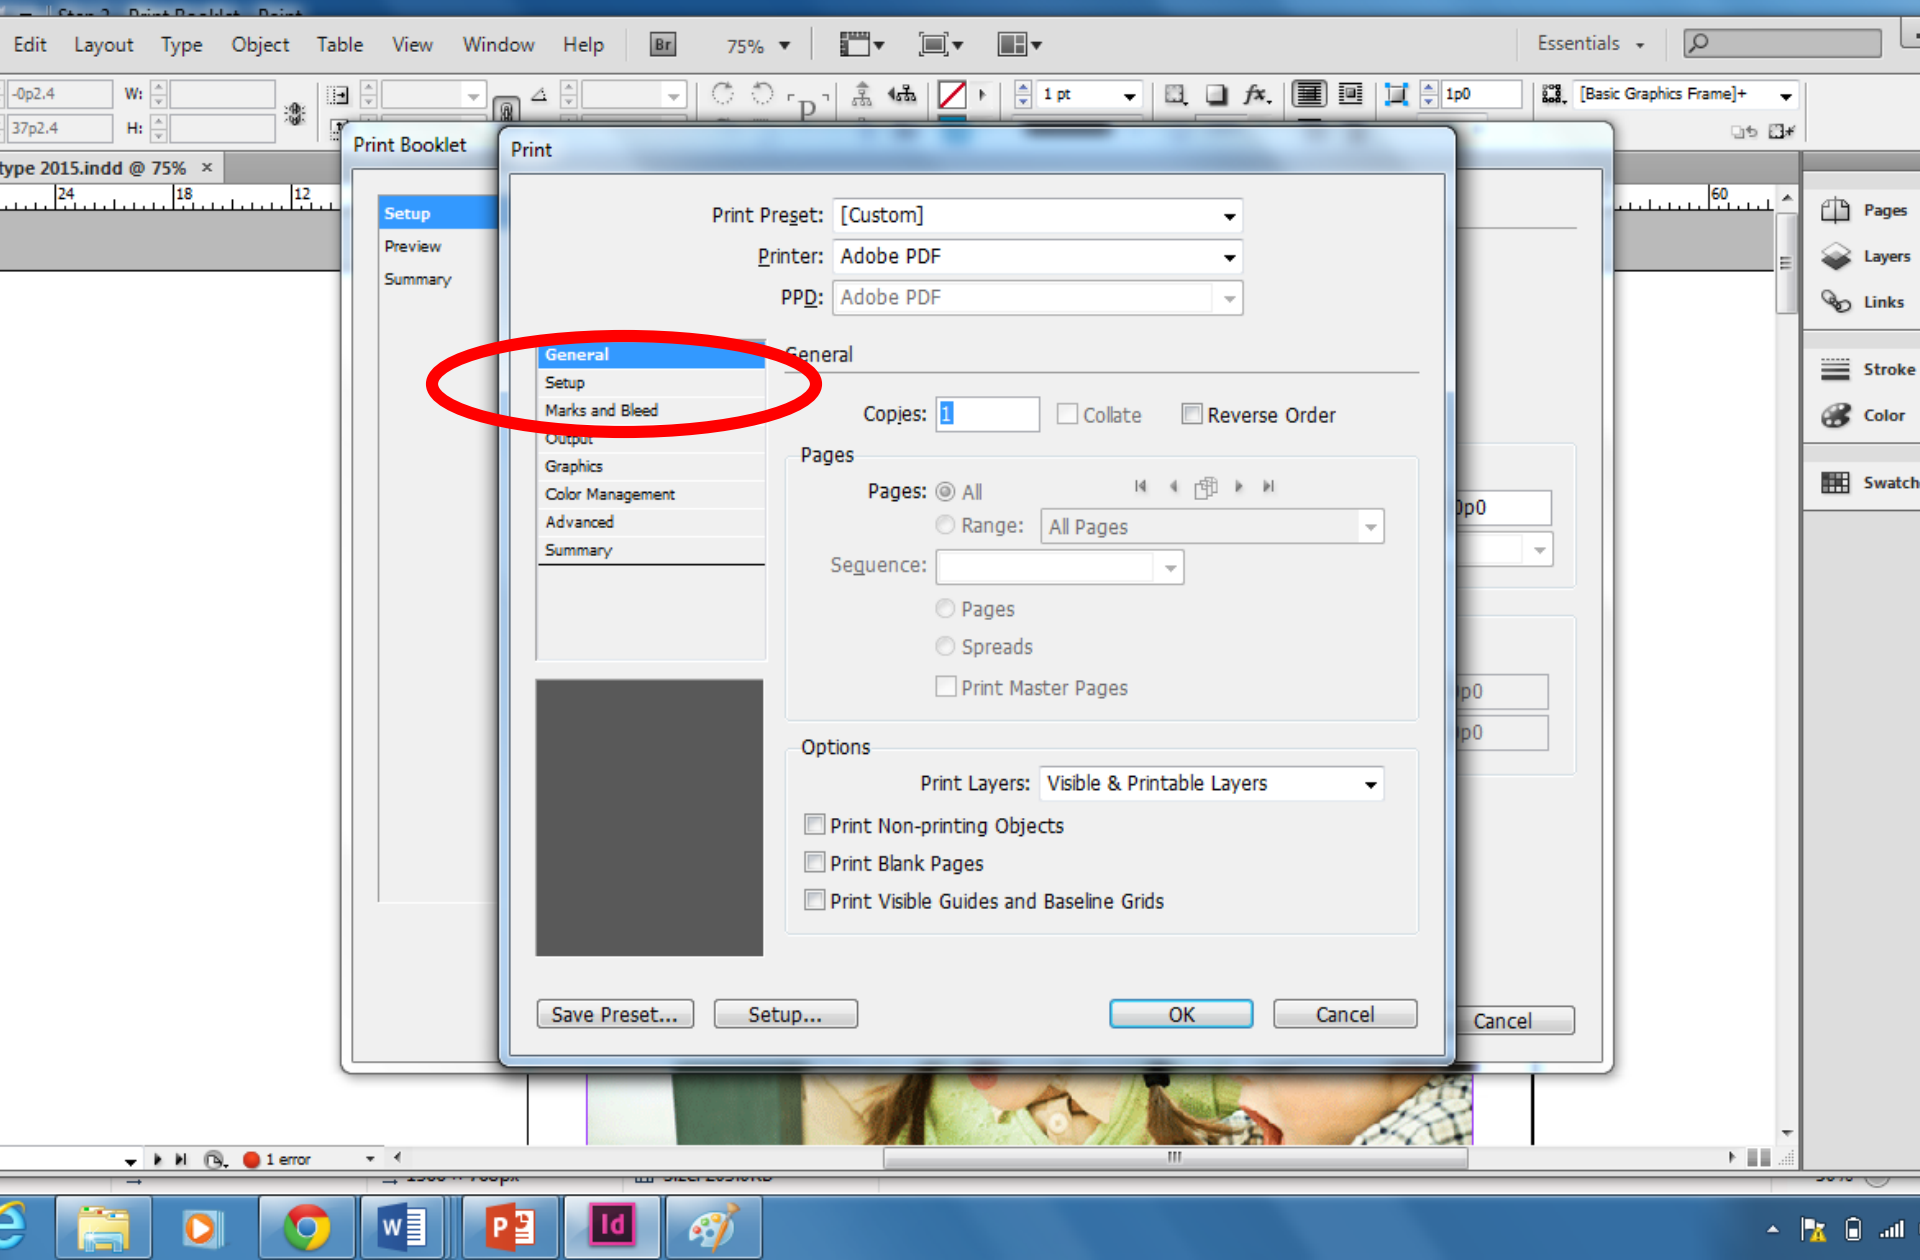 Edit Layout Type Object Table View Window Help Br 75% Essentials
-0p2.4 W: 1 pt fx. 1p0 [Basic Graphics Frame]+
37p2.4 H:
type 2015.indd @ 75% ×
24 18 12 60
Print Booklet
Setup
Preview
Summary
Print
Print Preset: [Custom]
Printer: Adobe PDF
PPD: Adobe PDF
General
Setup
Marks and Bleed
Output
Graphics
Color Management
Advanced
Summary
General
Copies: 1 Collate Reverse Order
Pages
Pages: All
Range: All Pages
Sequence:
Pages
Spreads
Print Master Pages
Options
Print Layers: Visible & Printable Layers
Print Non-printing Objects
Print Blank Pages
Print Visible Guides and Baseline Grids
Save Preset... Setup... OK Cancel
Cancel
Pages
Layers
Links
Stroke
Color
Swatch
1 error
W P Id